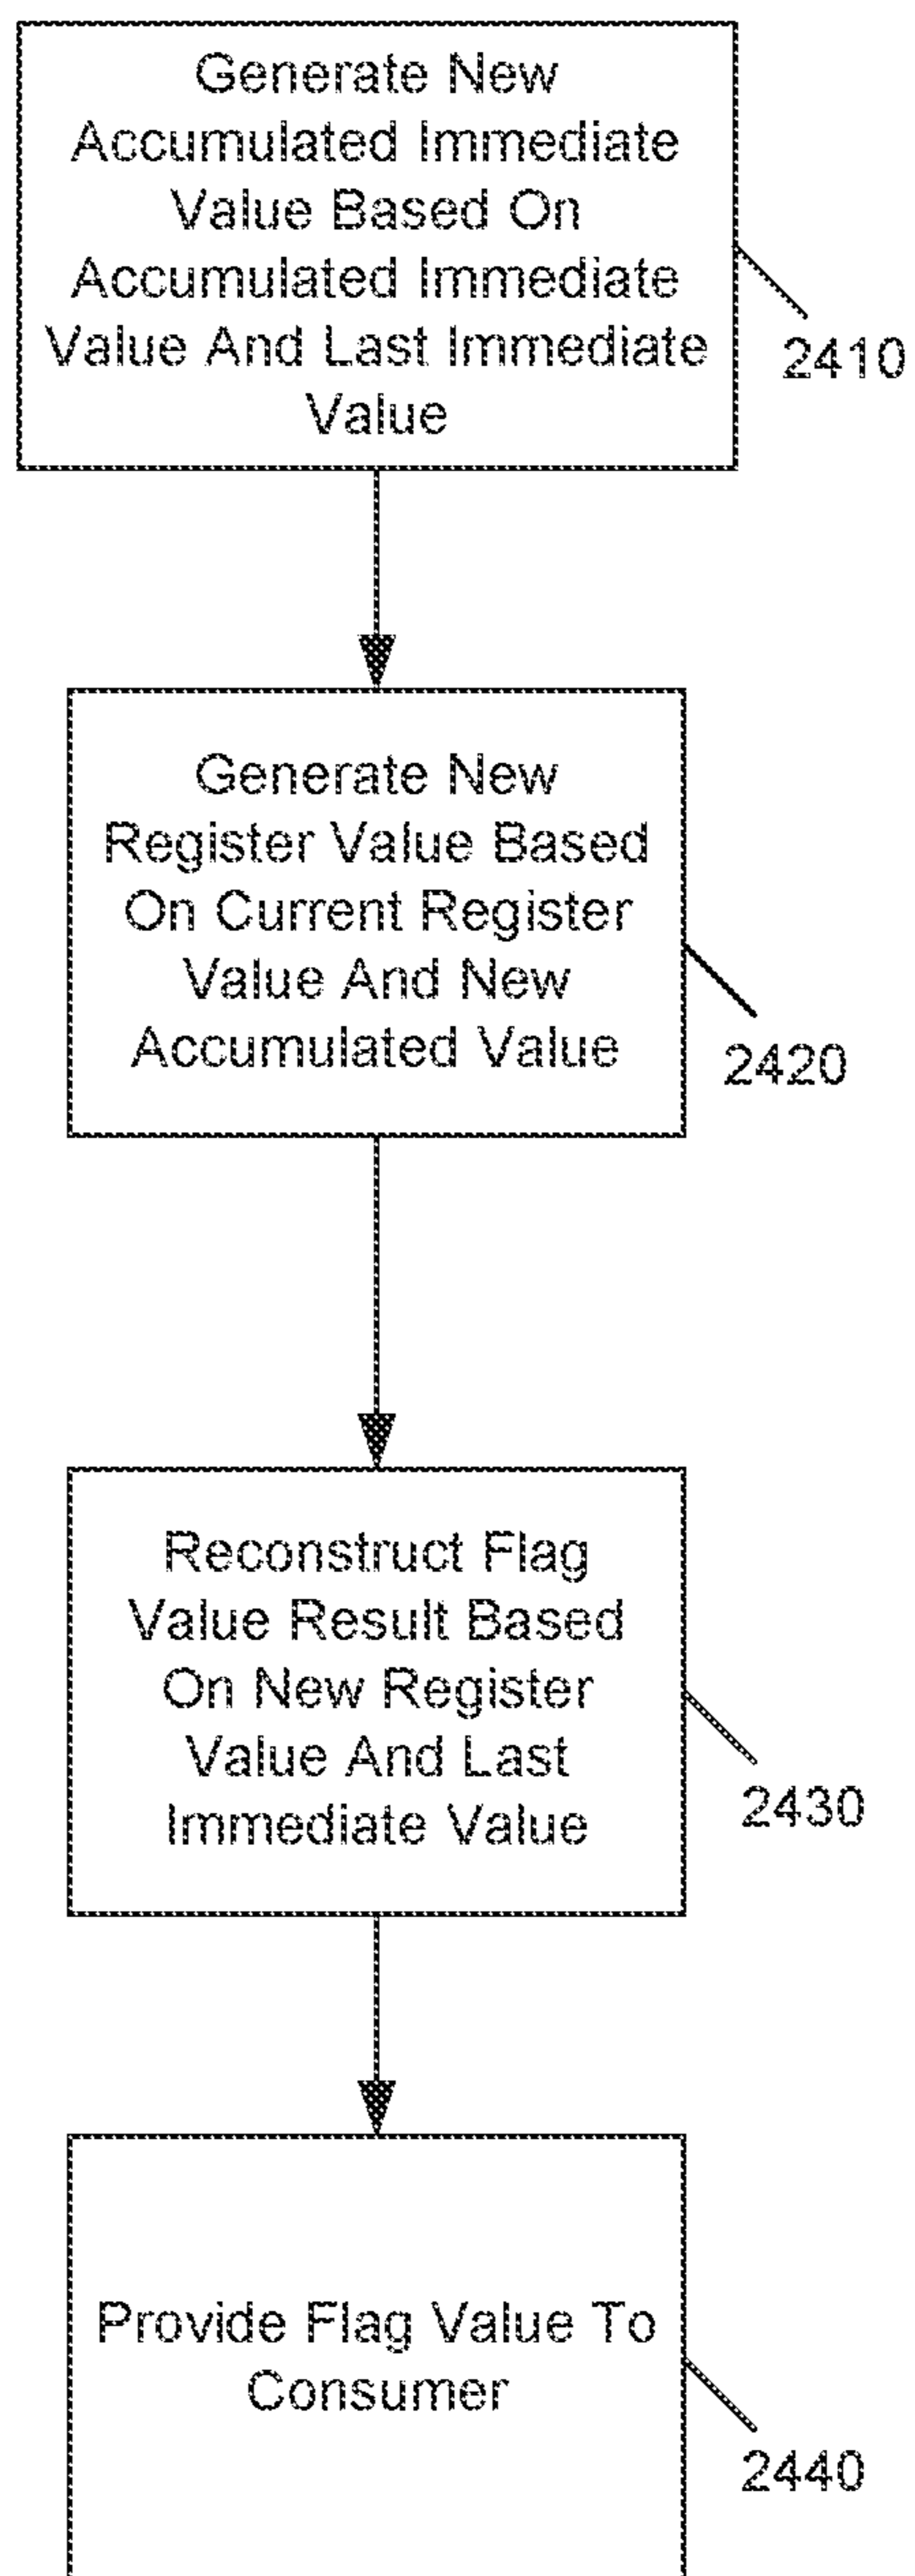 Generate New
Accumulated Immediate
Value Based On
Accumulated Immediate
Value And Last Immediate
Value
2410
Generate New
Register Value Based
On Current Register
Value And New
Accumulated Value
2420
Reconstruct Flag
Value Result Based
On New Register
Value And Last
Immediate Value
2430
Provide Flag Value To
Consumer
2440